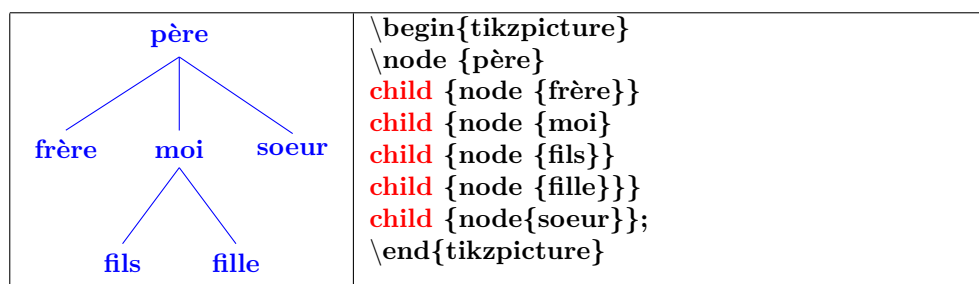 père
frère moi soeur
fils fille
\begin{tikzpicture}
\node {père}
child {node {frère}}
child {node {moi}
child {node {fils}}
child {node {fille}}}
child {node{soeur}};
\end{tikzpicture}